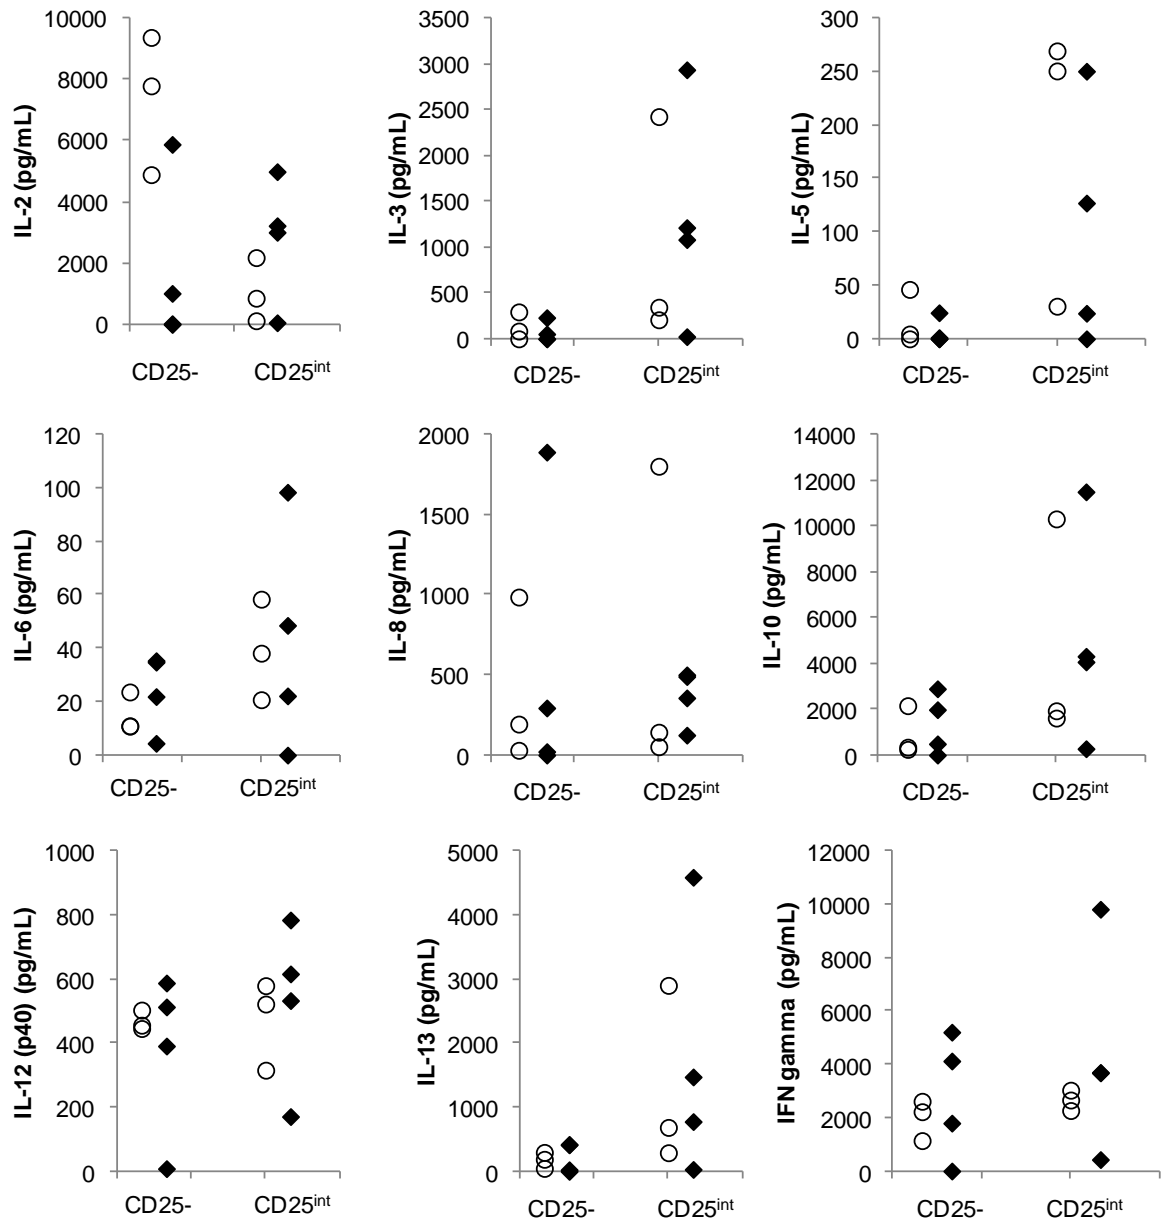 IL-2 (pg/mL)
10000
8000
6000
4000
2000
0
CD25-
CD25int
IL-3 (pg/mL)
3500
3000
2500
2000
1500
1000
500
0
CD25-
CD25int
IL-5 (pg/mL)
300
250
200
150
100
50
0
CD25-
CD25int
IL-6 (pg/mL)
120
100
80
60
40
20
0
CD25-
CD25int
IL-8 (pg/mL)
2000
1500
1000
500
0
CD25-
CD25int
IL-10 (pg/mL)
14000
12000
10000
8000
6000
4000
2000
0
CD25-
CD25int
IL-12 (p40) (pg/mL)
1000
800
600
400
200
0
CD25-
CD25int
IL-13 (pg/mL)
5000
4000
3000
2000
1000
0
CD25-
CD25int
IFN gamma (pg/mL)
12000
10000
8000
6000
4000
2000
0
CD25-
CD25int